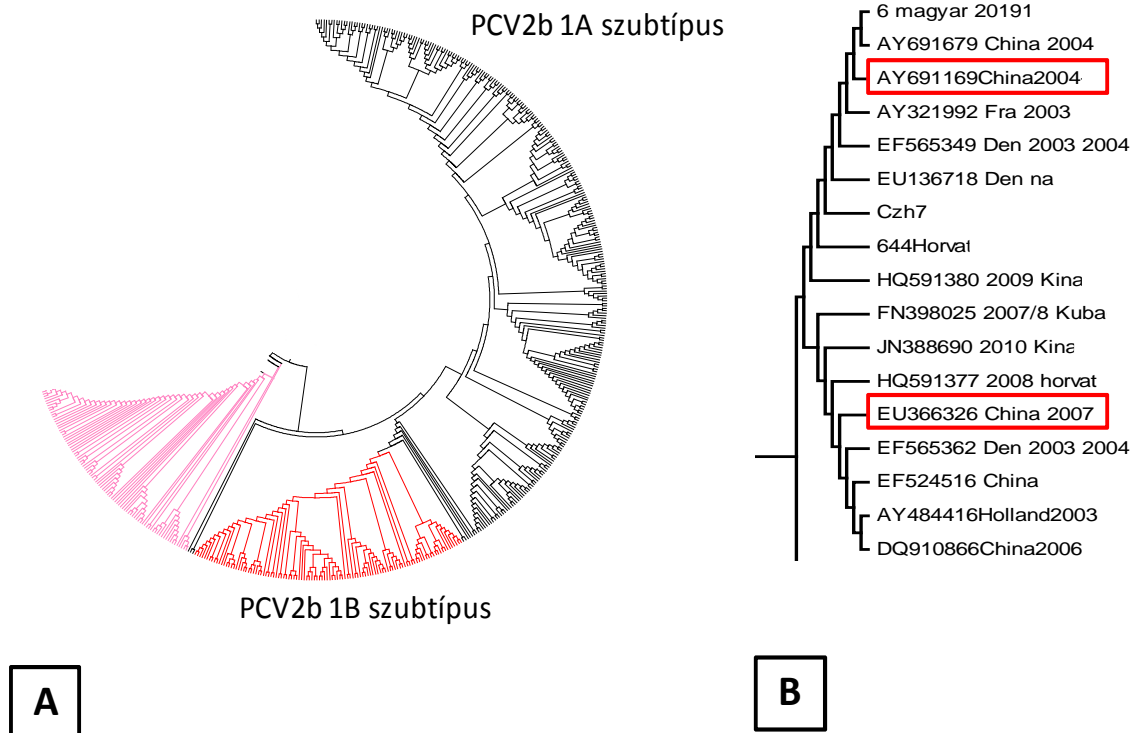 PCV2b 1A szubtípus
PCV2b 1B szubtípus
A
6 magyar 20191
AY691679 China 2004
AY691169China2004
AY321992 Fra 2003
EF565349 Den 2003 2004
EU136718 Den na
Czh7
644Horvat
HQ591380 2009 Kina
FN398025 2007/8 Kuba
JN388690 2010 Kina
HQ591377 2008 horvat
EU366326 China 2007
EF565362 Den 2003 2004
EF524516 China
AY484416Holland2003
DQ910866China2006
B